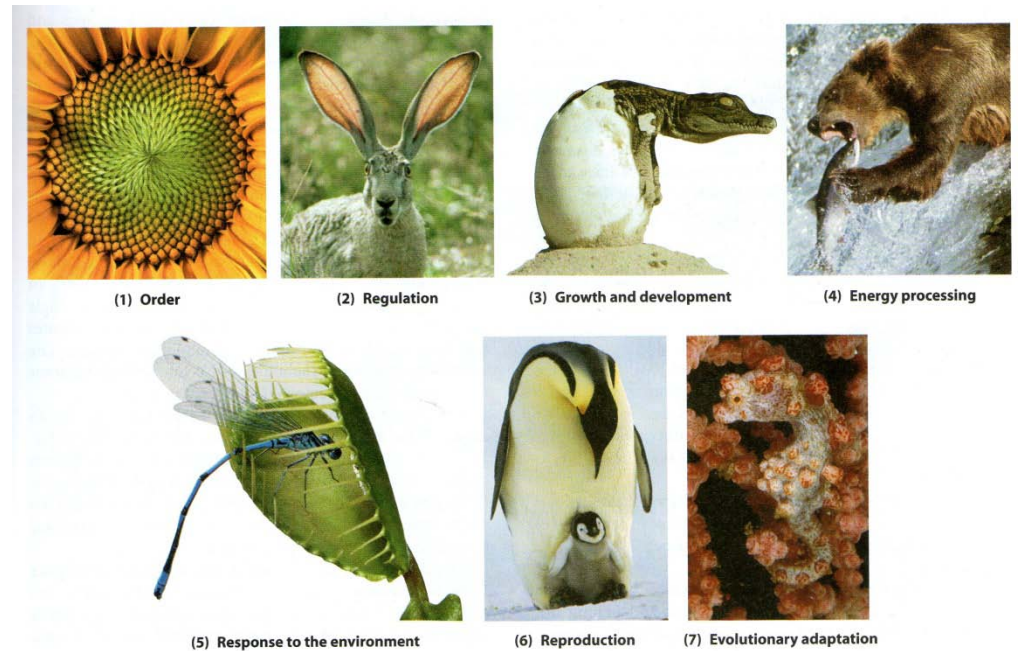 (1) Order
(2) Regulation
(3) Growth and development
(4) Energy processing
(5) Response to the environment
(6) Reproduction
(7) Evolutionary adaptation